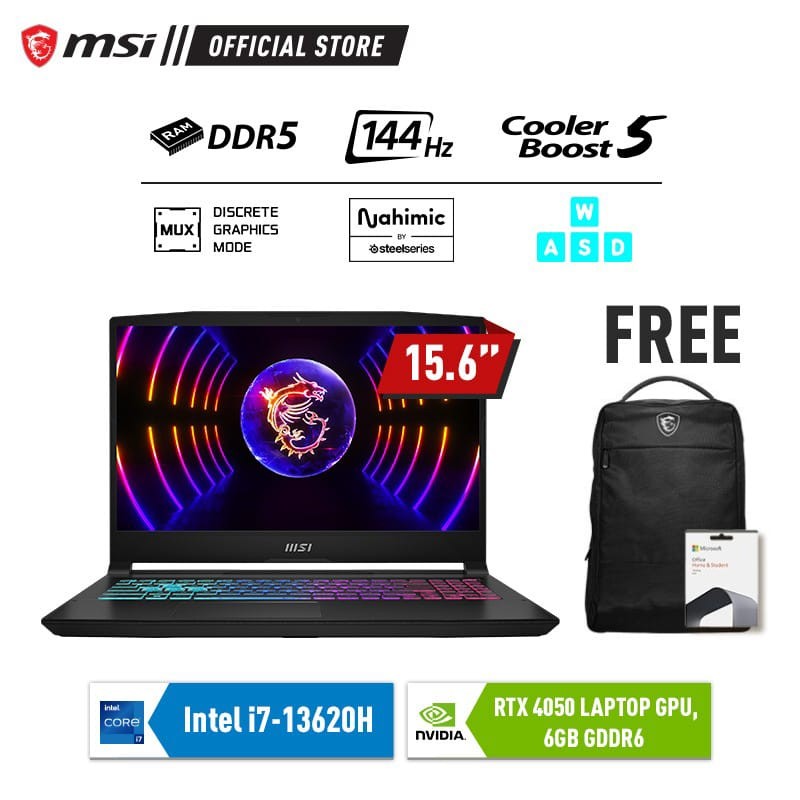 msi OFFICIAL STORE
RAM DDR5
144Hz
Cooler Boost 5
MUX
DISCRETE
GRAPHICS
MODE
Nahimic
BY
steelseries
W
A S D
15.6”
FREE
msi
Microsoft
Office
Home & Student
intel
CORE
i7
Intel i7-13620H
NVIDIA.
RTX 4050 LAPTOP GPU,
6GB GDDR6